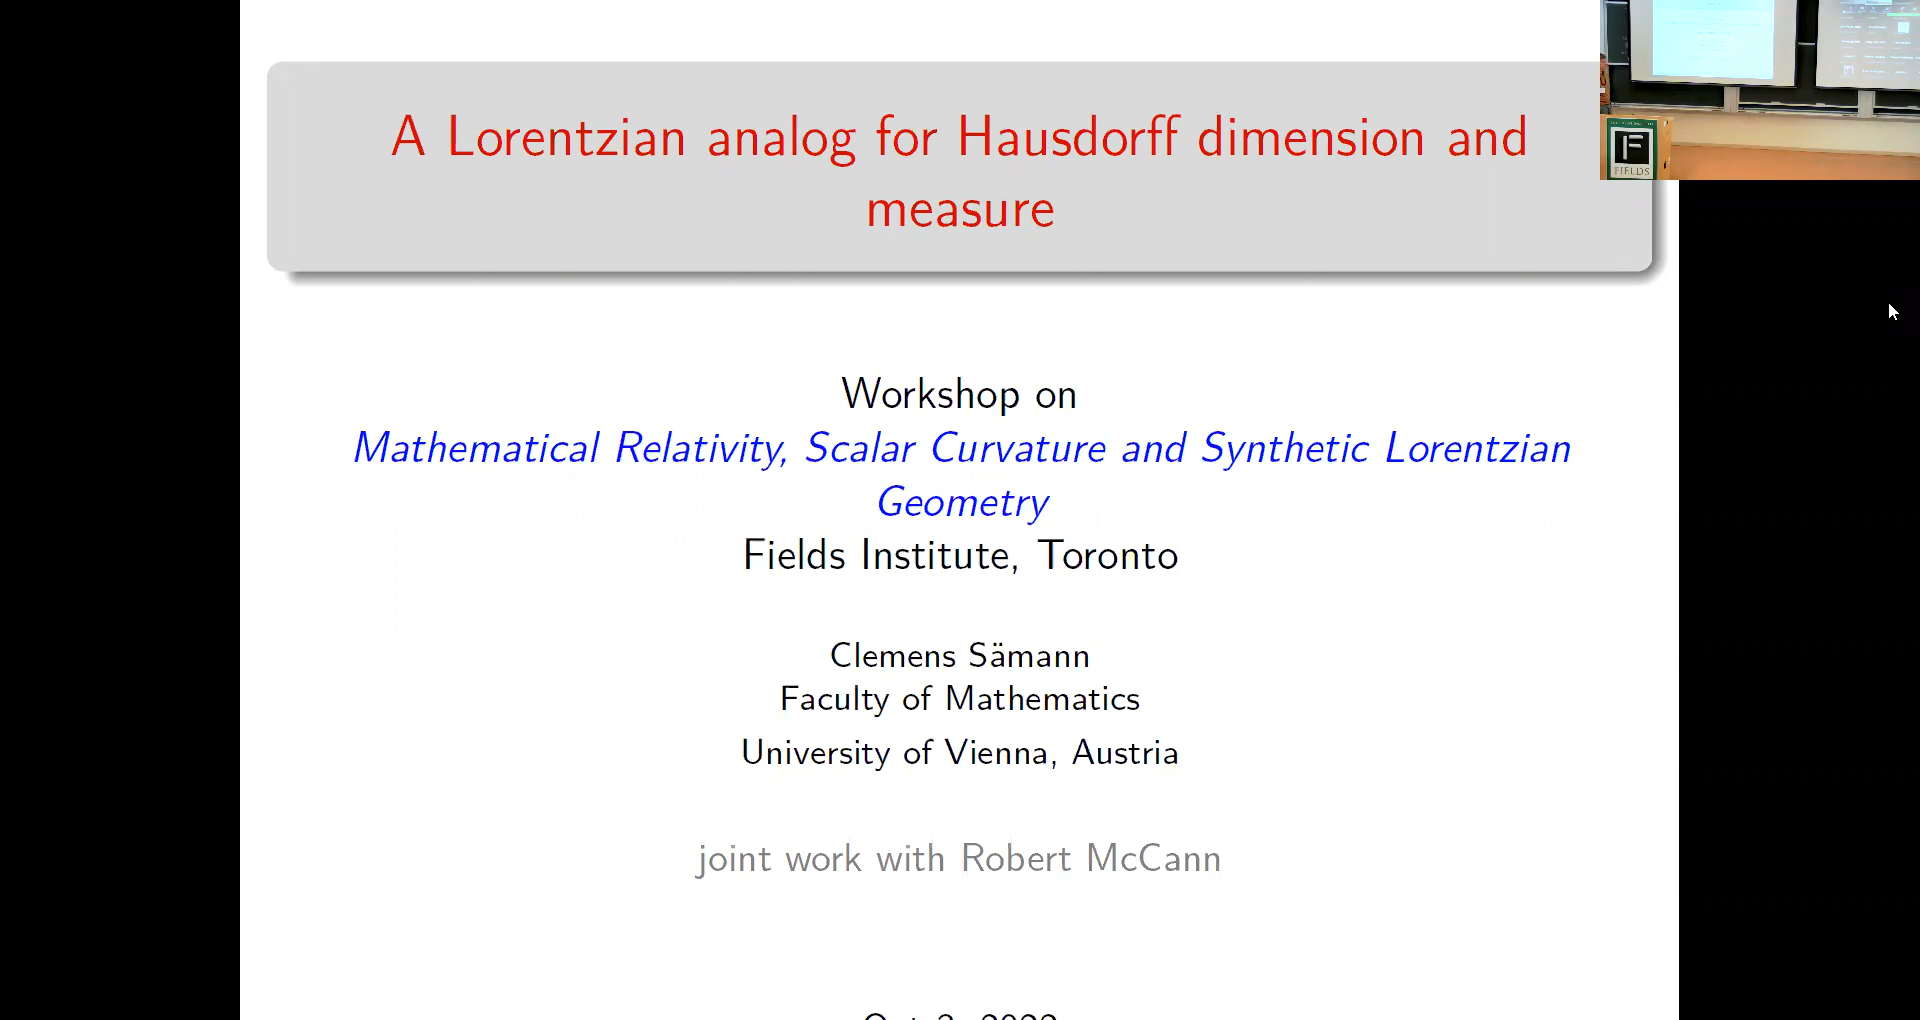 A Lorentzian analog for Hausdorff dimension and
measure
Workshop on
Mathematical Relativity, Scalar Curvature and Synthetic Lorentzian
Geometry
Fields Institute, Toronto
Clemens Sämann
Faculty of Mathematics
University of Vienna, Austria
joint work with Robert McCann
FIELDS